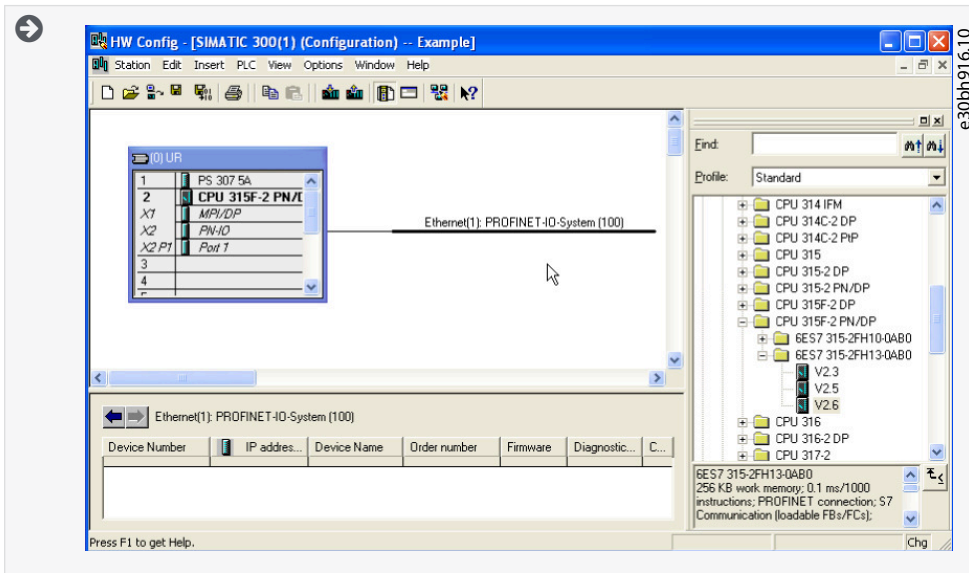 HW Config - [SIMATIC 300(1) (Configuration) -- Example]
Station Edit Insert PLC View Options Window Help
(0) UR
1 PS 307 5A
2 CPU 315F-2 PN/D
X1 MPI/DP
X2 PN-IO
X2 P1 Port 1
3
4
Ethernet(1): PROFINET-IO-System (100)
Find:
Profile: Standard
CPU 314 IFM
CPU 314C-2 DP
CPU 314C-2 PtP
CPU 315
CPU 315-2 DP
CPU 315-2 PN/DP
CPU 315F-2 DP
CPU 315F-2 PN/DP
6ES7 315-2FH10-0AB0
6ES7 315-2FH13-0AB0
V2.3
V2.5
V2.6
CPU 316
CPU 316-2 DP
CPU 317-2
6ES7 315-2FH13-0AB0
256 KB work memory; 0.1 ms/1000
instructions; PROFINET connection; S7
Communication (loadable FBs/FCs);
Ethernet(1): PROFINET-IO-System (100)
Device Number IP addres... Device Name Order number Firmware Diagnostic... C...
Press F1 to get Help.
Chg
e30bb916.10